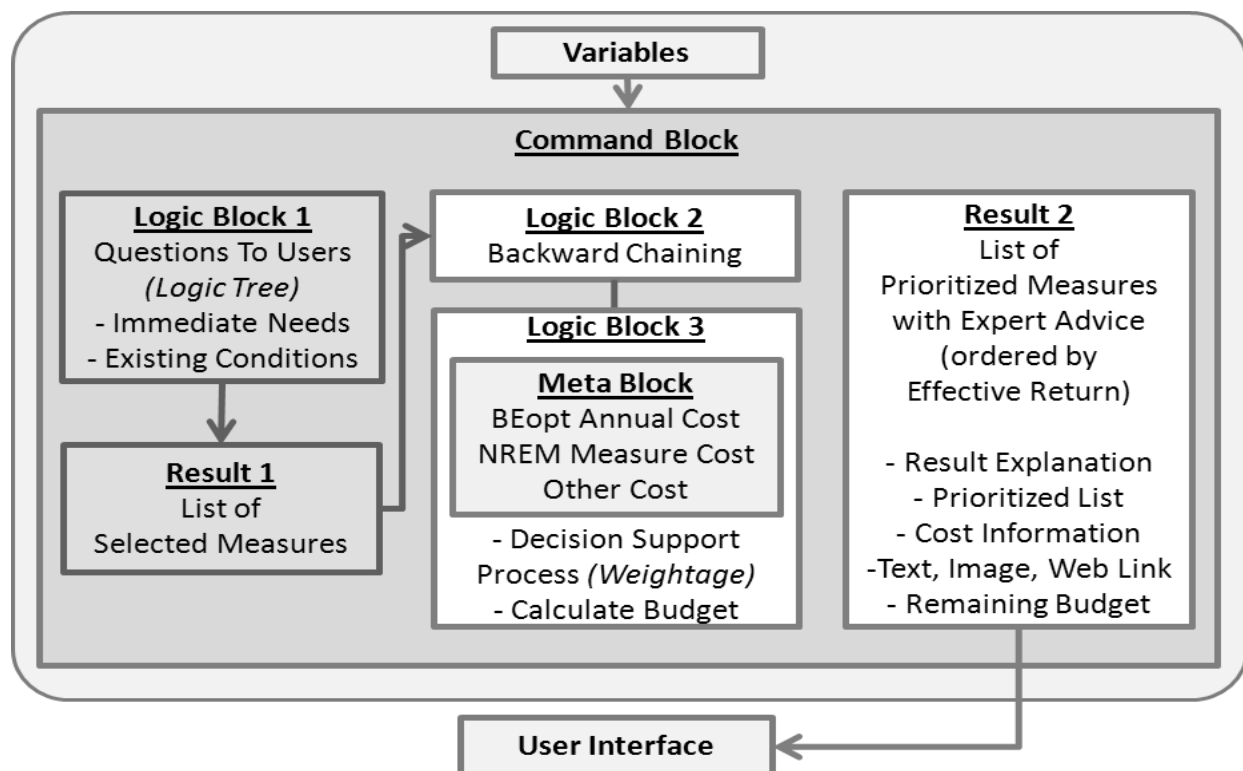 Variables
Command Block
Logic Block 1
Questions To Users
(Logic Tree)
- Immediate Needs
- Existing Conditions
Result 1
List of
Selected Measures
Logic Block 2
Backward Chaining
Logic Block 3
Meta Block
BEopt Annual Cost
NREM Measure Cost
Other Cost
- Decision Support
Process (Weightage)
- Calculate Budget
Result 2
List of
Prioritized Measures
with Expert Advice
(ordered by
Effective Return)
- Result Explanation
- Prioritized List
- Cost Information
-Text, Image, Web Link
- Remaining Budget
User Interface